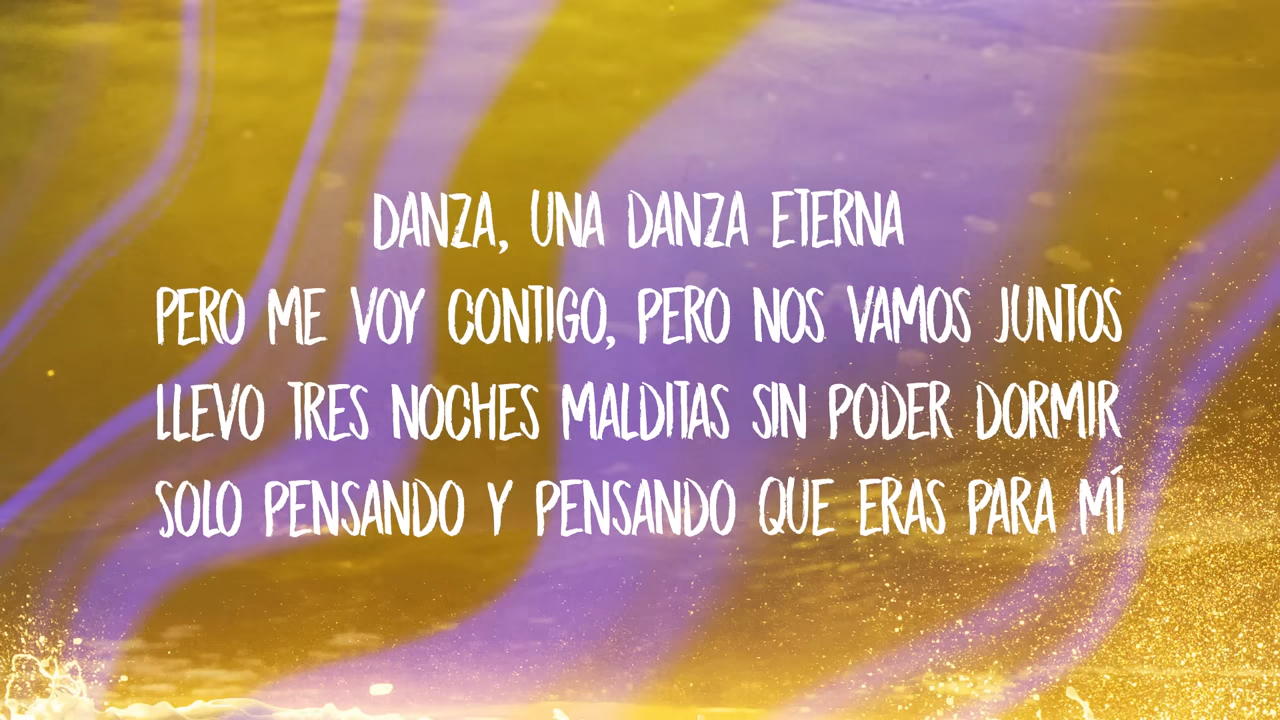 DANZA, UNA DANZA ETERNA
PERO ME VOY CONTIGO, PERO NOS VAMOS JUNTOS
LLEVO TRES NOCHES MALDITAS SIN PODER DORMIR
SOLO PENSANDO Y PENSANDO QUE ERAS PARA MÍ